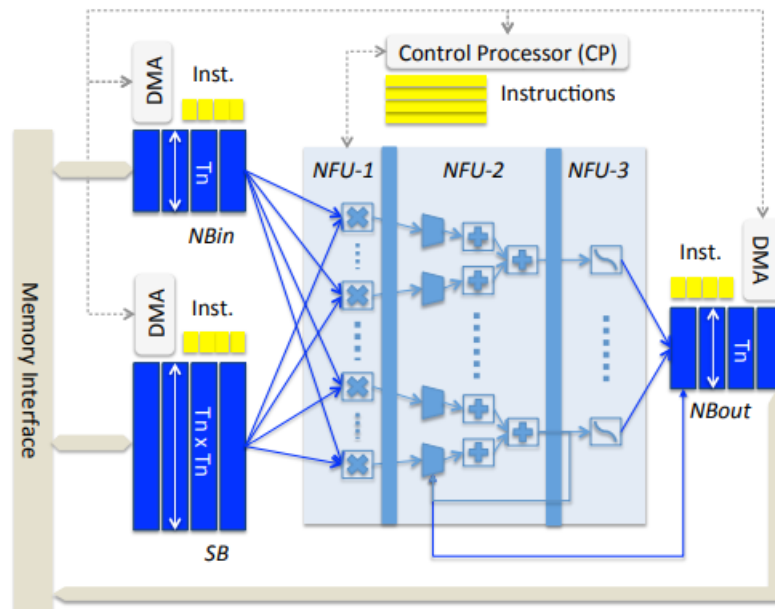 Control Processor (CP)
Instructions
DMA
Inst.
Tn
NBin
DMA
Inst.
Tn x Tn
SB
Memory Interface
NFU-1
NFU-2
NFU-3
Inst.
DMA
Tn
NBout